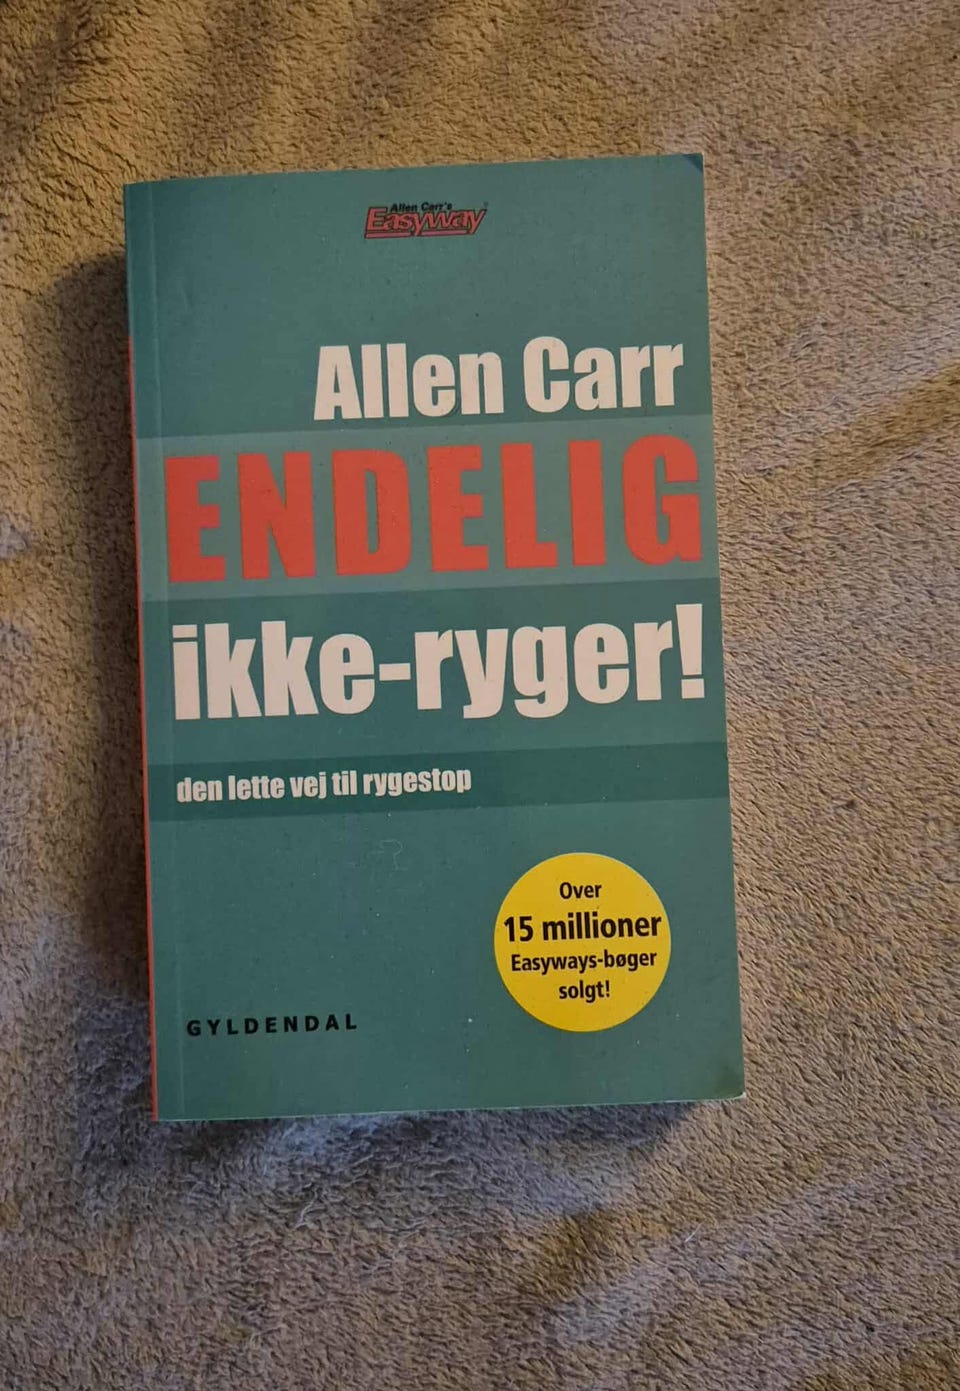 Allen Carr's
Easyway
Allen Carr
ENDELIG
ikke-ryger!
den lette vej til rygestop
Over
15 millioner
Easyways-bøger
solgt!
GYLDENDAL